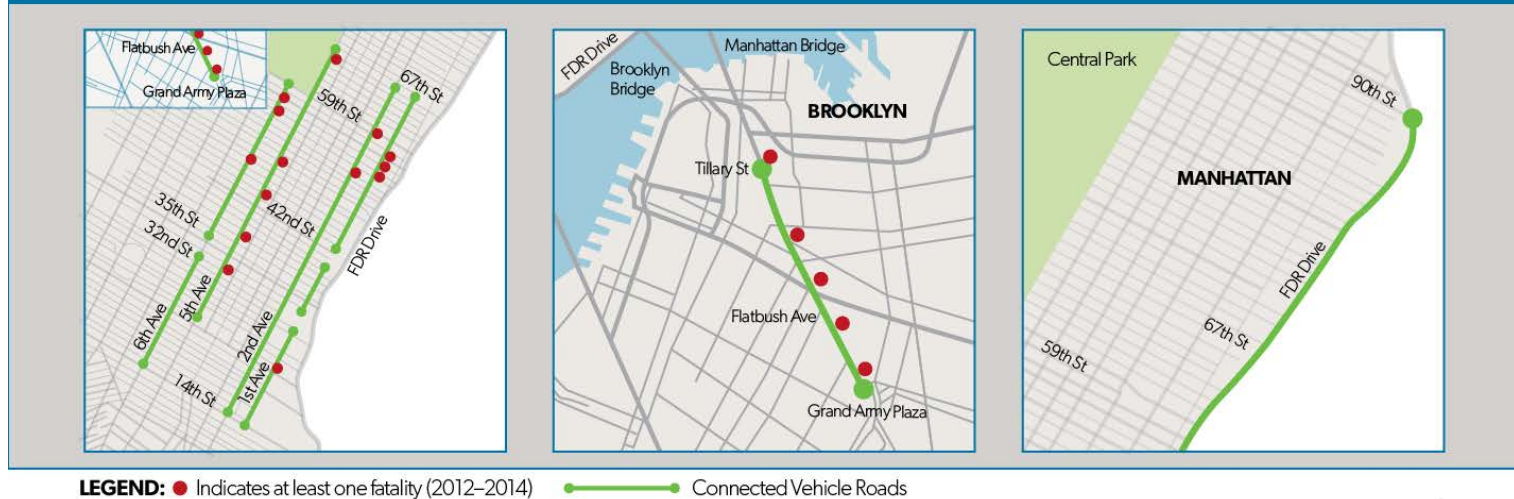 Flatbush Ave
Grand Army Plaza
59th St
67th St
35th St
32nd St
42nd St
FDR Drive
6th Ave
5th Ave
2nd Ave
1st Ave
14th St
FDR Drive
Manhattan Bridge
Brooklyn
Bridge
BROOKLYN
Tillary St
Flatbush Ave
Grand Army Plaza
Central Park
90th St
MANHATTAN
FDR Drive
67th St
59th St
LEGEND: Indicates at least one fatality (2012–2014) Connected Vehicle Roads